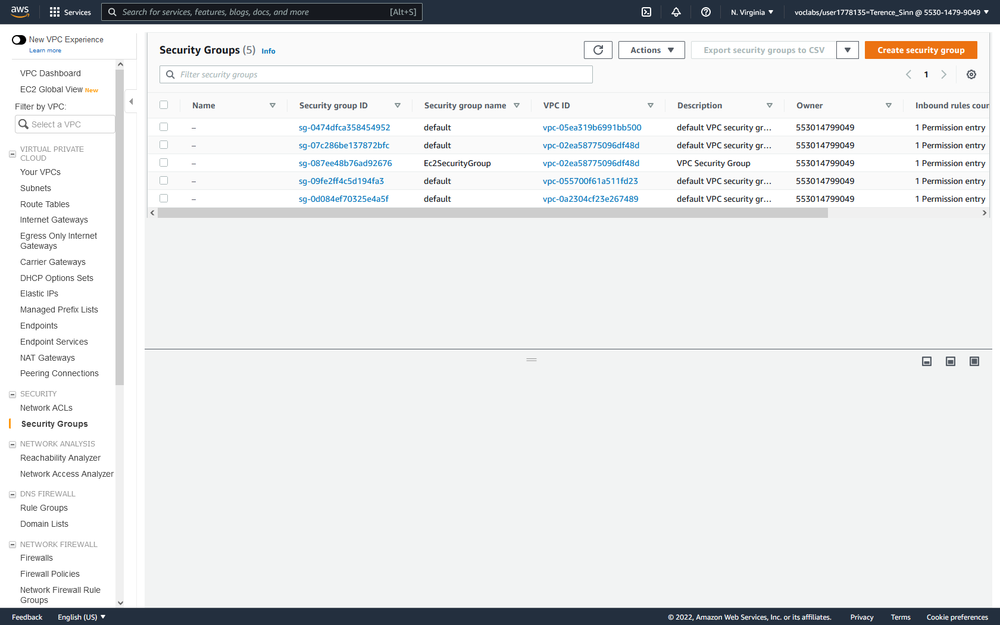 aws
Services
Search for services, features, blogs, docs, and more
[Alt+S]
N. Virginia
voclabs/user1778135=Terence_Sinn @ 5530-1479-9049
New VPC Experience
Learn more
VPC Dashboard
EC2 Global View New
Filter by VPC:
Select a VPC
VIRTUAL PRIVATE
CLOUD
Your VPCs
Subnets
Route Tables
Internet Gateways
Egress Only Internet
Gateways
Carrier Gateways
DHCP Options Sets
Elastic IPs
Managed Prefix Lists
Endpoints
Endpoint Services
NAT Gateways
Peering Connections
SECURITY
Network ACLs
Security Groups
NETWORK ANALYSIS
Reachability Analyzer
Network Access Analyzer
DNS FIREWALL
Rule Groups
Domain Lists
NETWORK FIREWALL
Firewalls
Firewall Policies
Network Firewall Rule
Groups
Security Groups (5) Info
Actions
Export security groups to CSV
Create security group
Filter security groups
1
Name Security group ID Security group name VPC ID Description Owner Inbound rules cour
– sg-0474dfca358454952 default vpc-05ea319b6991bb500 default VPC security gr... 553014799049 1 Permission entry
– sg-07c286be137872bfc default vpc-02ea58775096df48d default VPC security gr... 553014799049 1 Permission entry
– sg-087ee48b76ad92676 Ec2SecurityGroup vpc-02ea58775096df48d VPC Security Group 553014799049 1 Permission entry
– sg-09fe2ff4c5d194fa3 default vpc-055700f61a511fd23 default VPC security gr... 553014799049 1 Permission entry
– sg-0d084ef70325e4a5f default vpc-0a2304cf23e267489 default VPC security gr... 553014799049 1 Permission entry
Feedback
English (US)
© 2022, Amazon Web Services, Inc. or its affiliates.
Privacy
Terms
Cookie preferences